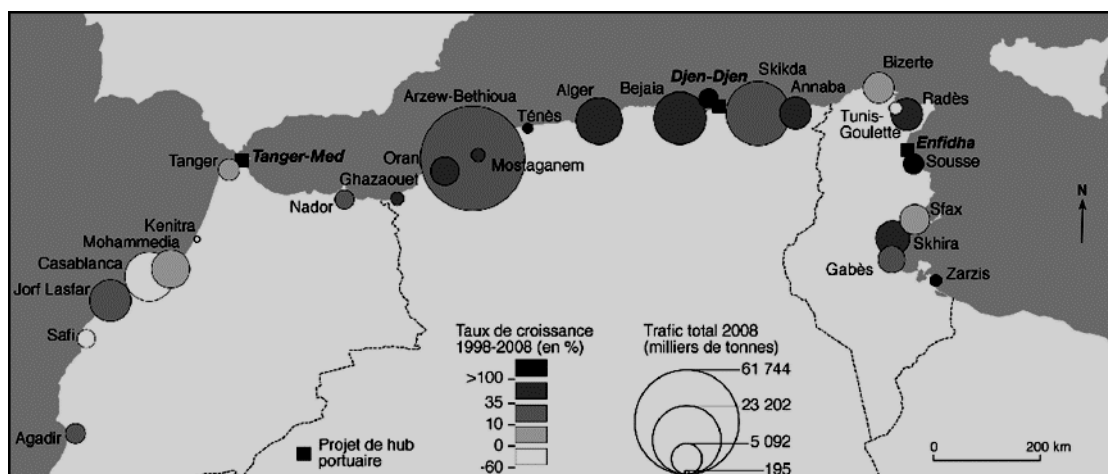 Bizerte
Skikda
Djen-Djen
Alger
Bejaia
Annaba
Radès
Arzew-Bethioua
Ténès
Tunis-
Goulette
Enfidha
Tanger
Tanger-Med
Oran
Mostaganem
Sousse
Ghazaouet
Nador
N
Sfax
Kenitra
Mohammedia
Skhira
Casablanca
Gabès
Zarzis
Jorf Lasfar
Safi
Agadir
Taux de croissance
1998-2008 (en %)
>100
35
10
0
-60
Trafic total 2008
(milliers de tonnes)
61 744
23 202
5 092
195
Projet de hub
portuaire
0 200 km